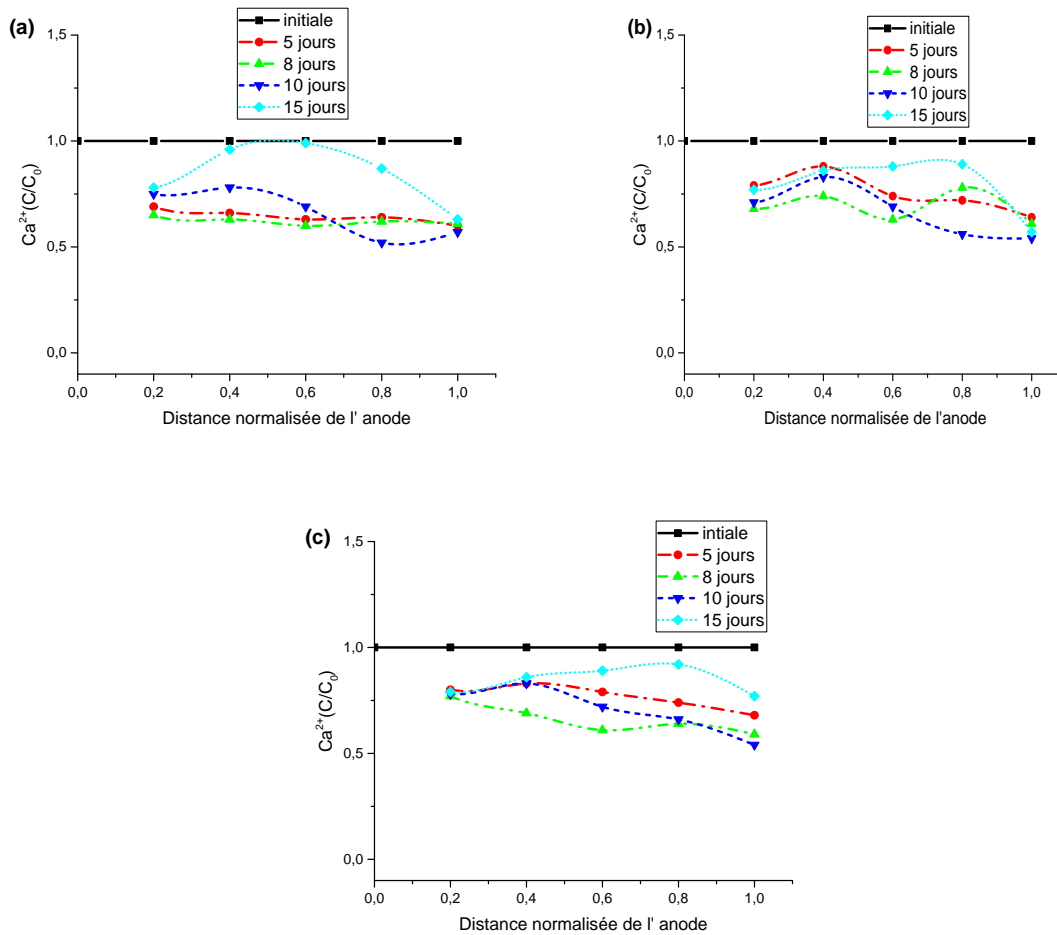 (a)
initiale
5 jours
8 jours
10 jours
15 jours
1,5
1,0
0,5
0,0
Ca2+(C/C0)
0,0 0,2 0,4 0,6 0,8 1,0
Distance normalisée de l' anode
(b)
initiale
5 jours
8 jours
10 jours
15 jours
1,5
1,0
0,5
0,0
Ca2+(C/C0)
0,0 0,2 0,4 0,6 0,8 1,0
Distance normalisée de l'anode
(c)
intiale
5 jours
8 jours
10 jours
15 jours
1,5
1,0
0,5
0,0
Ca2+(C/C0)
0,0 0,2 0,4 0,6 0,8 1,0
Distance normalisée de l' anode